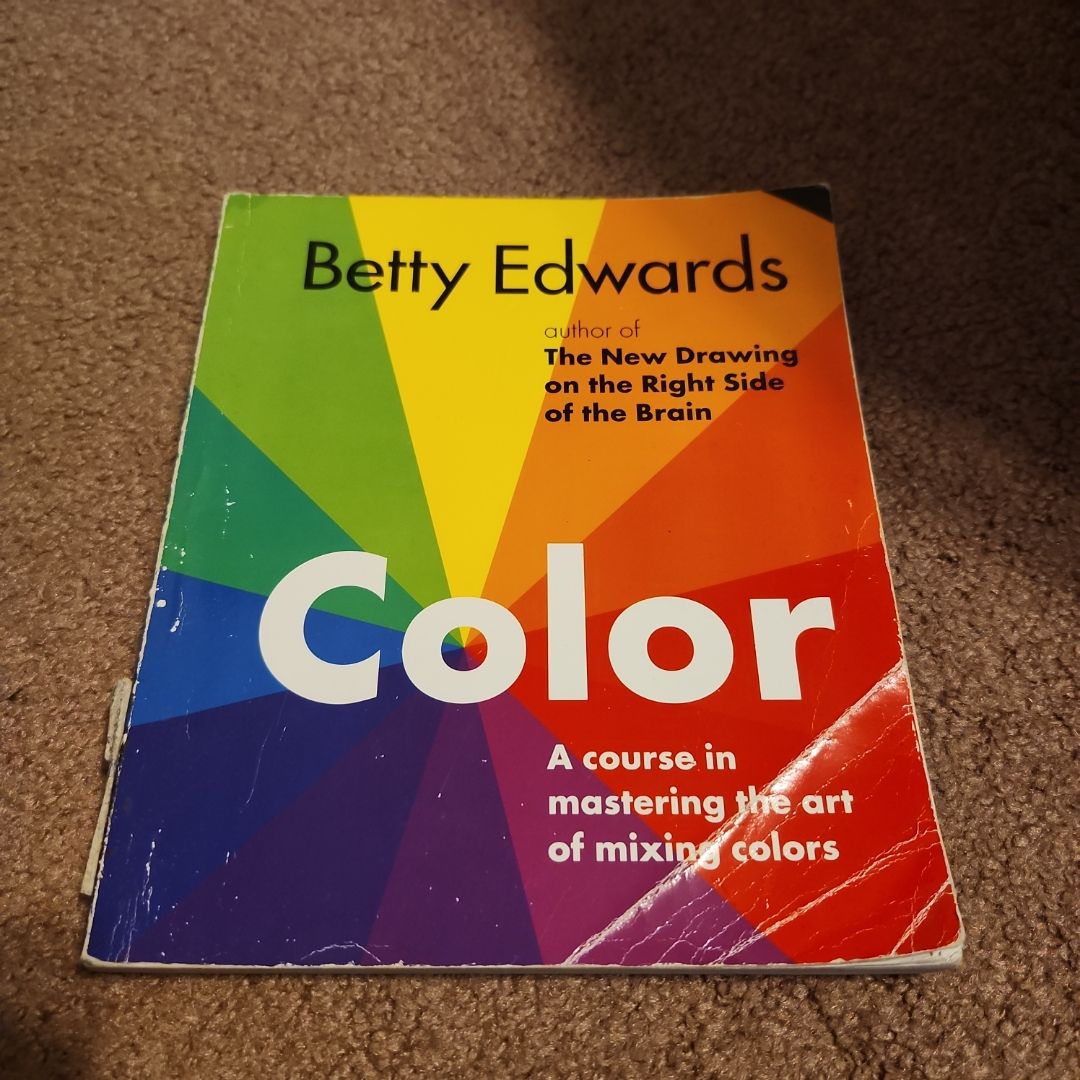 Betty Edwards
author of
The New Drawing
on the Right Side
of the Brain
Color
A course in
mastering the art
of mixing colors